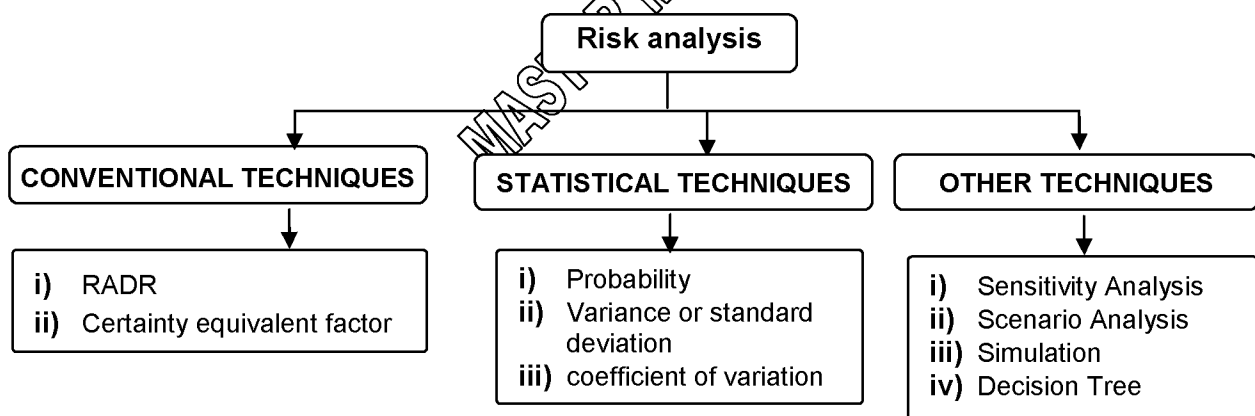 Risk analysis
MAST
CONVENTIONAL TECHNIQUES
STATISTICAL TECHNIQUES
OTHER TECHNIQUES
i) RADR
ii) Certainty equivalent factor
i) Probability
ii) Variance or standard
deviation
iii) coefficient of variation
i) Sensitivity Analysis
ii) Scenario Analysis
iii) Simulation
iv) Decision Tree